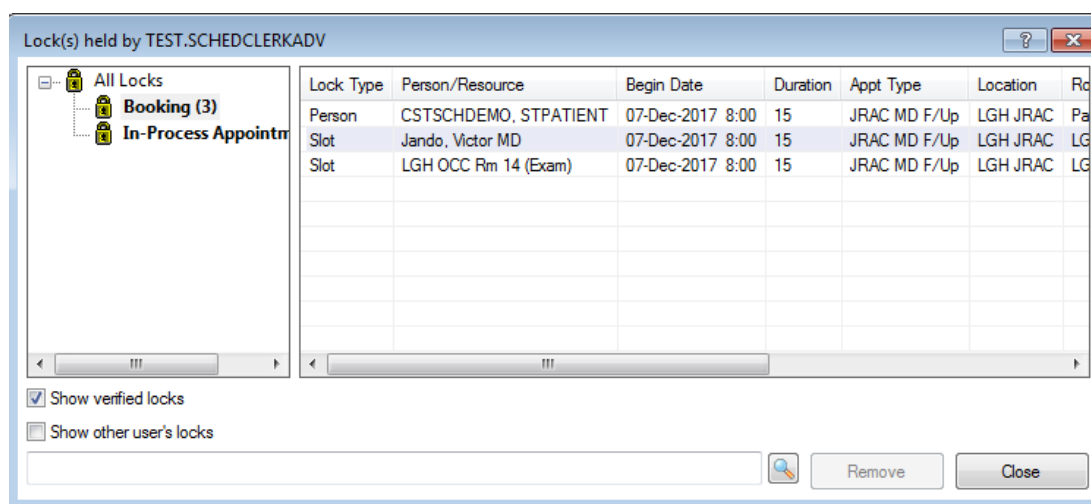 Lock(s) held by TEST.SCHEDCLERKADV
All Locks
Booking (3)
In-Process Appointm
Lock Type Person/Resource Begin Date Duration Appt Type Location Ro
Person CSTSCHDEMO, STPATIENT 07-Dec-2017 8:00 15 JRAC MD F/Up LGH JRAC Pa
Slot Jando, Victor MD 07-Dec-2017 8:00 15 JRAC MD F/Up LGH JRAC LG
Slot LGH OCC Rm 14 (Exam) 07-Dec-2017 8:00 15 JRAC MD F/Up LGH JRAC LG
Show verified locks
Show other user's locks
Remove Close